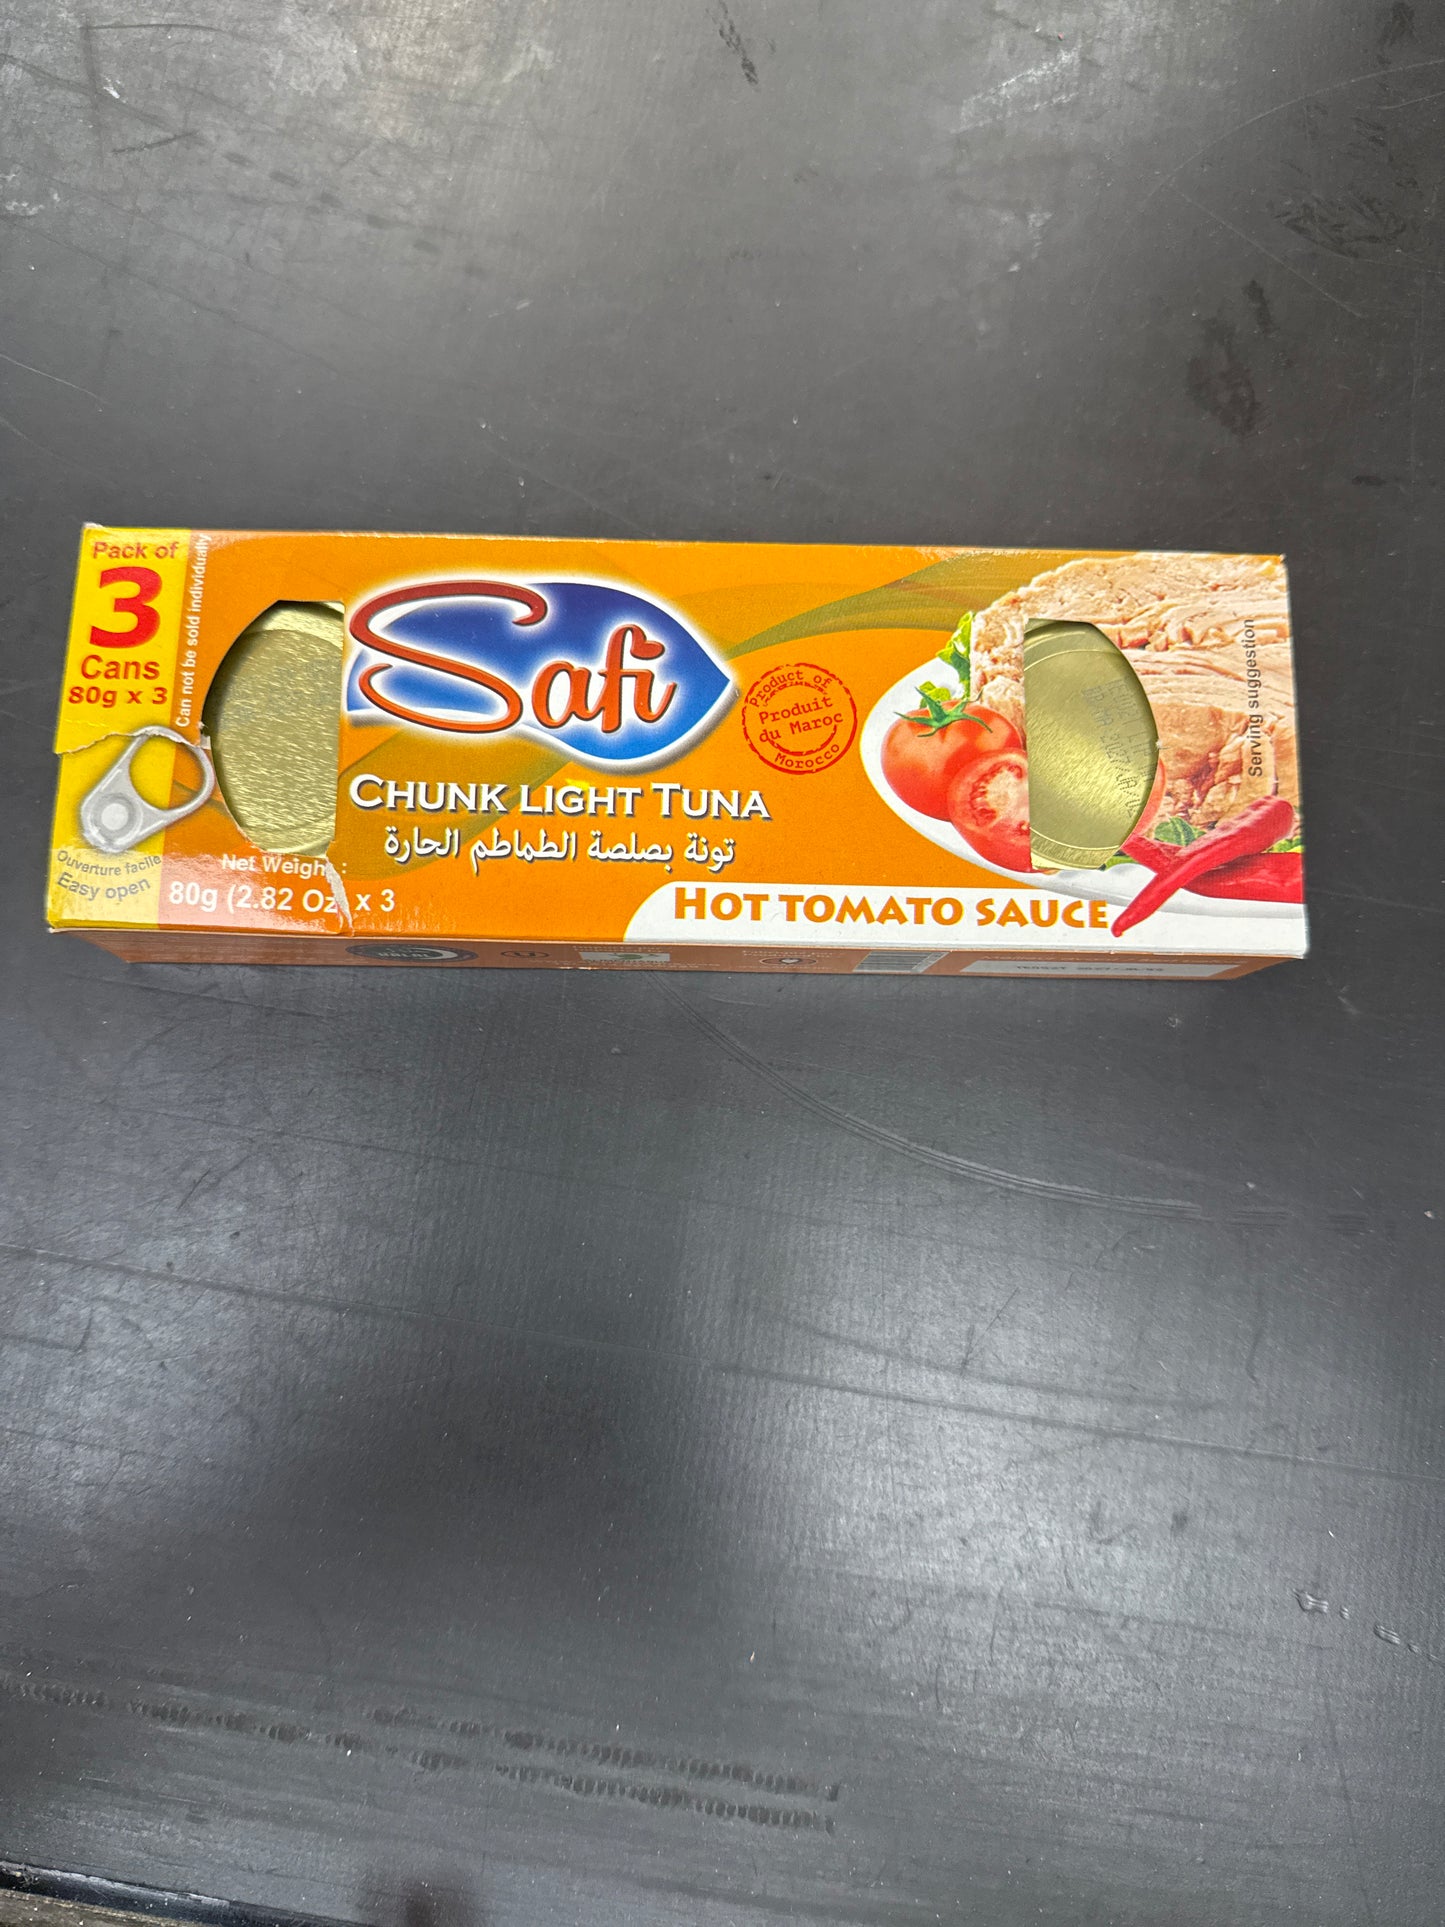 Pack of
3
Cans
80g x 3
Can not be sold individually
Ouverture facile
Easy open
Safi
Product of
Produit
du Maroc
Morocco
CHUNK LIGHT TUNA
تونة بصلصة الطماطم الحارة
Net Weight :
80g (2.82 Oz) x 3
HOT TOMATO SAUCE
Serving suggestion
HALAL